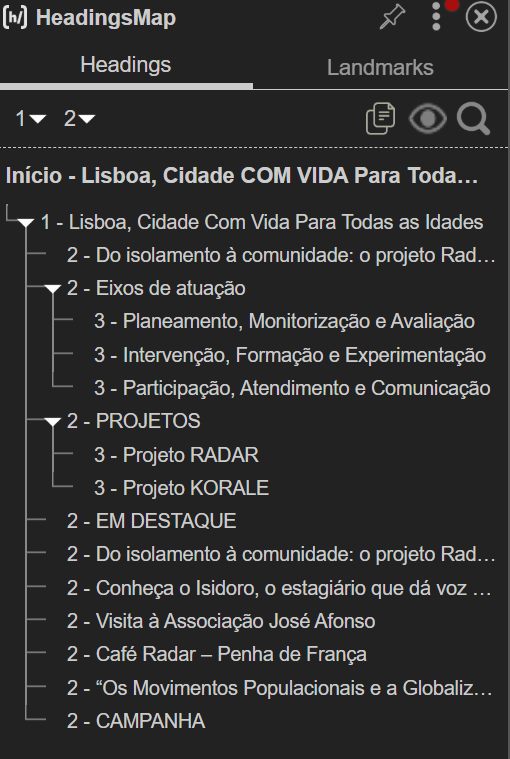 [h/] HeadingsMap
Headings
Landmarks
1 2
Início - Lisboa, Cidade COM VIDA Para Toda…
1 - Lisboa, Cidade Com Vida Para Todas as Idades
2 - Do isolamento à comunidade: o projeto Rad…
2 - Eixos de atuação
3 - Planeamento, Monitorização e Avaliação
3 - Intervenção, Formação e Experimentação
3 - Participação, Atendimento e Comunicação
2 - PROJETOS
3 - Projeto RADAR
3 - Projeto KORALE
2 - EM DESTAQUE
2 - Do isolamento à comunidade: o projeto Rad…
2 - Conheça o Isidoro, o estagiário que dá voz …
2 - Visita à Associação José Afonso
2 - Café Radar – Penha de França
2 - “Os Movimentos Populacionais e a Globaliz…
2 - CAMPANHA